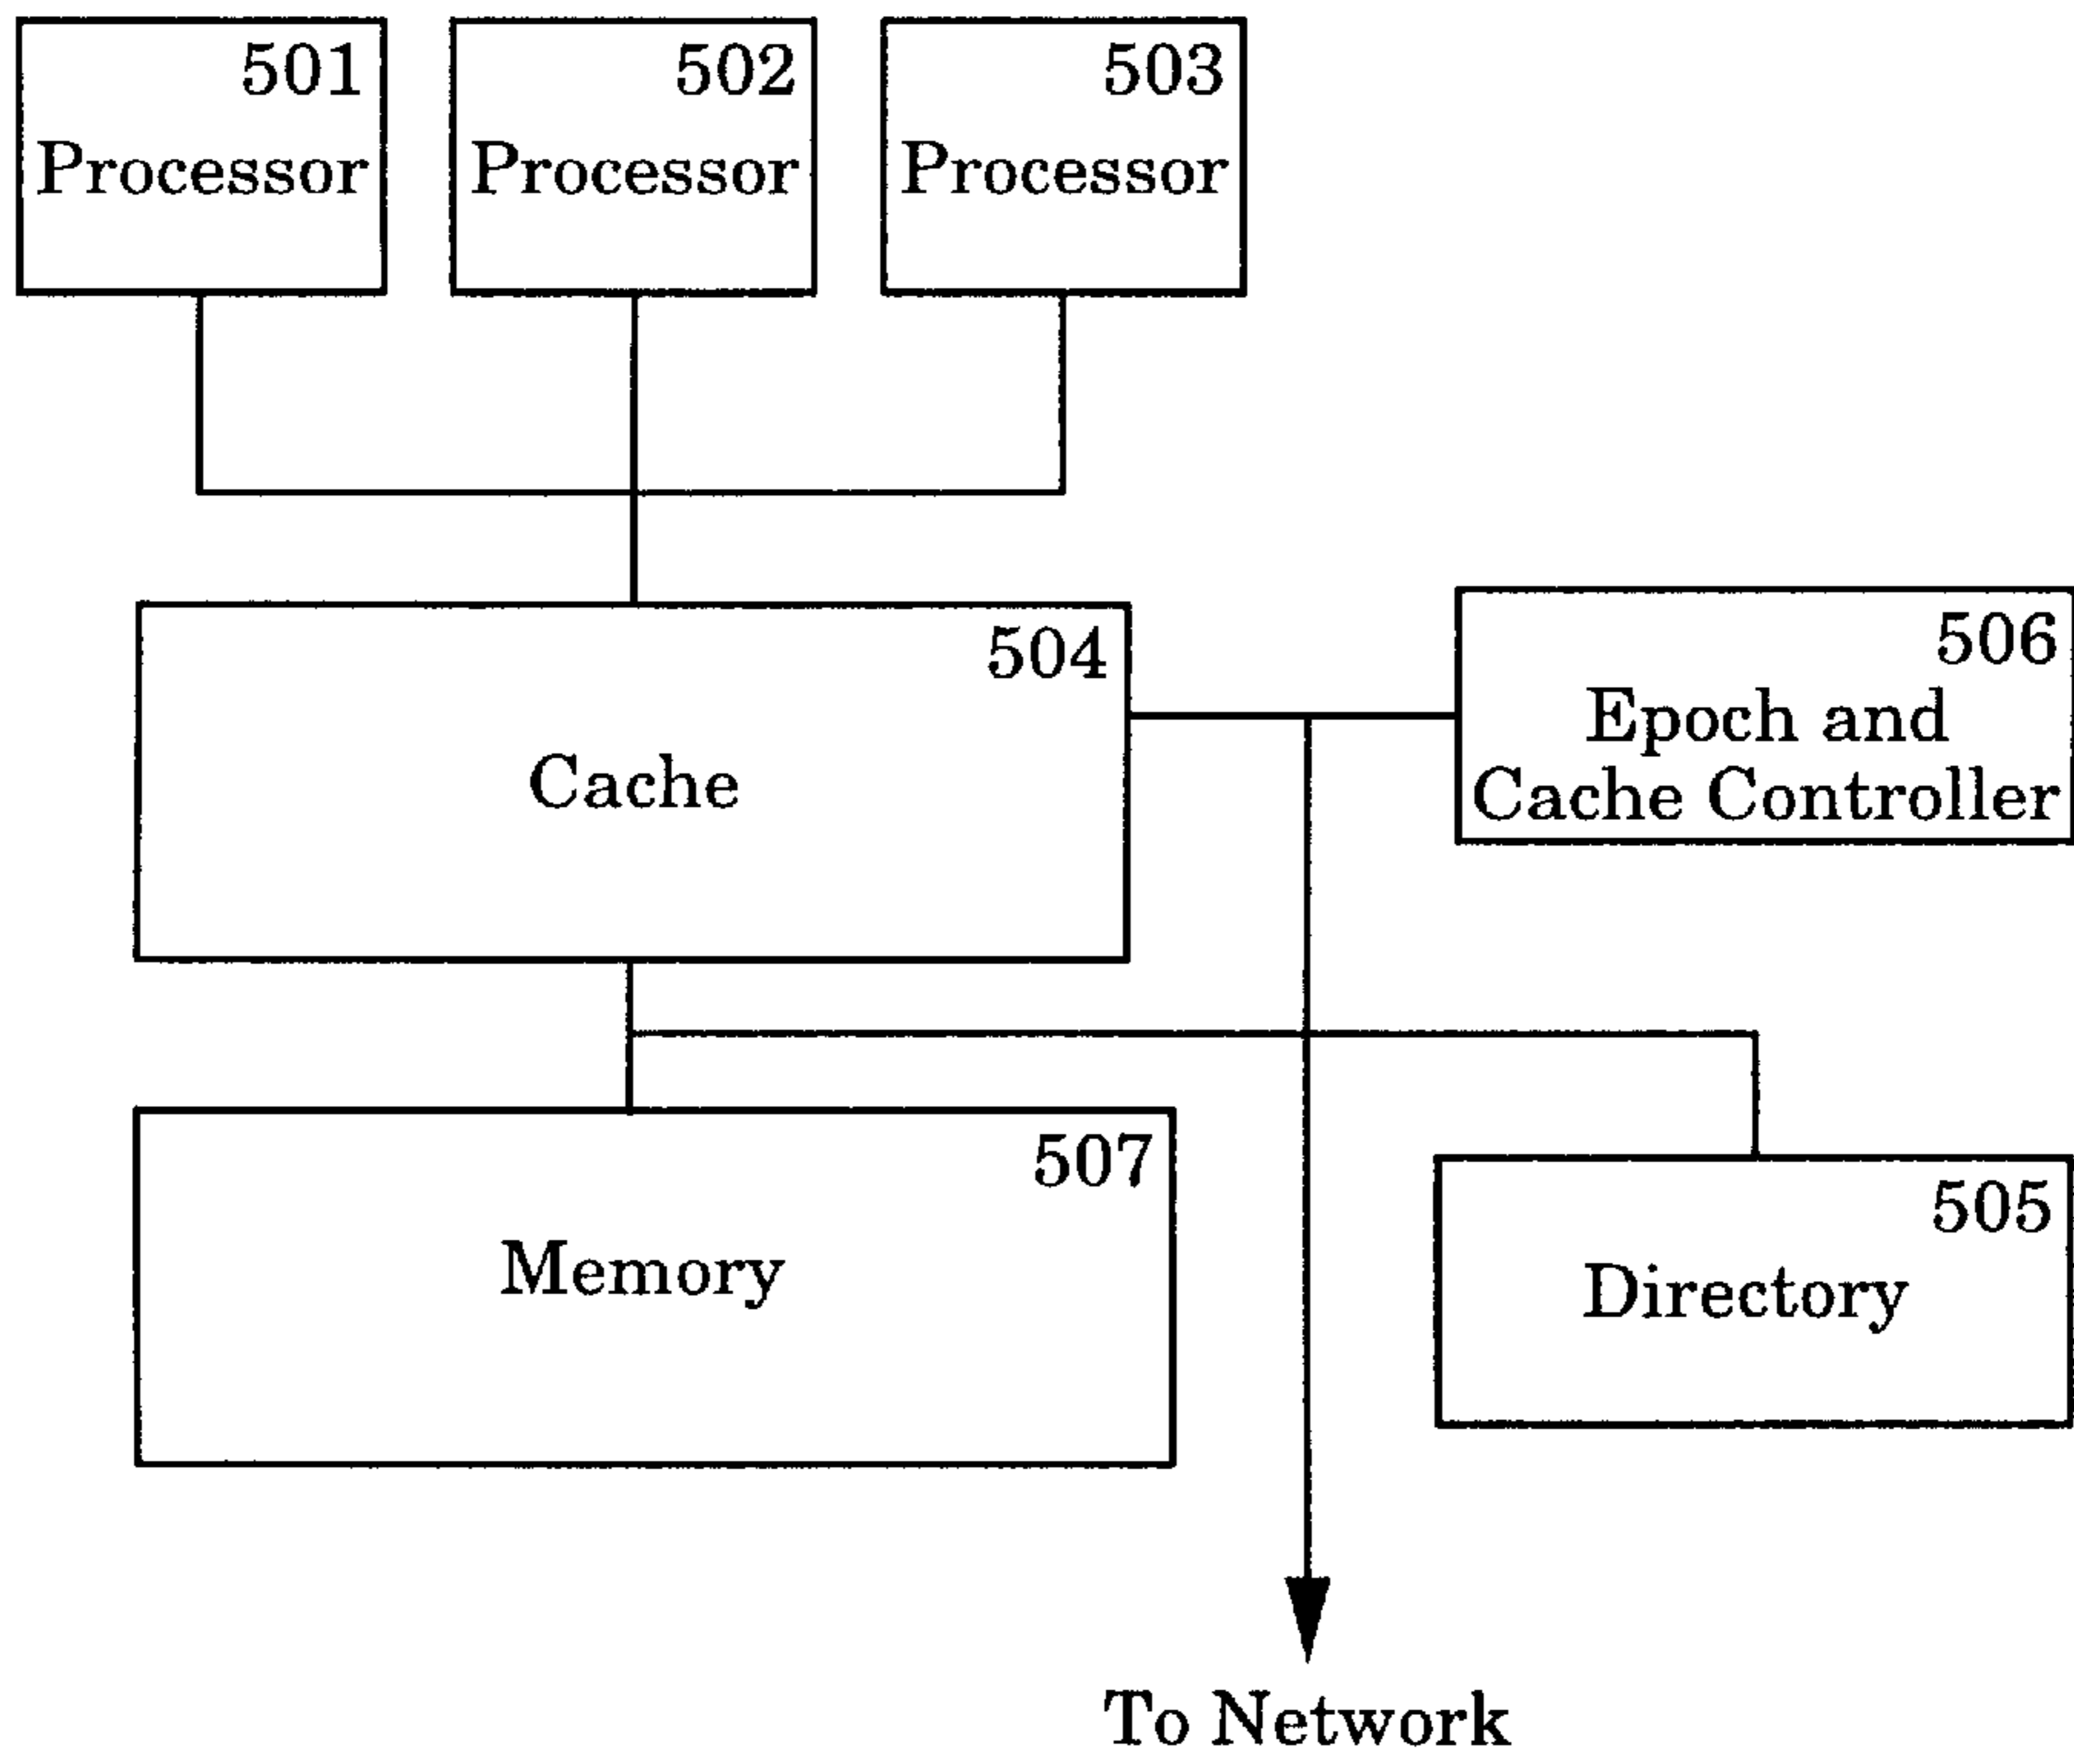 501
Processor
502
Processor
503
Processor
504
Cache
506
Epoch and
Cache Controller
507
Memory
505
Directory
To Network